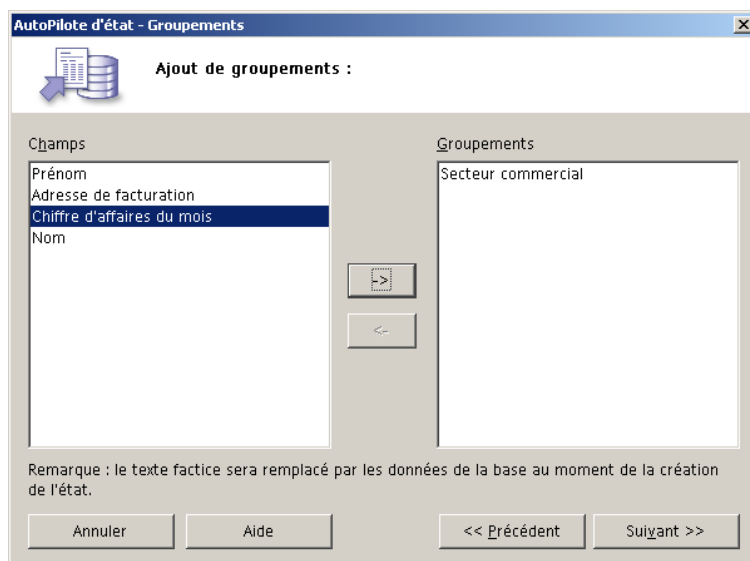 AutoPilote d'état - Groupements
Ajout de groupements :
Champs
Prénom
Adresse de facturation
Chiffre d'affaires du mois
Nom
->
<-
Groupements
Secteur commercial
Remarque : le texte factice sera remplacé par les données de la base au moment de la création
de l'état.
Annuler
Aide
<< Précédent
Suivant >>